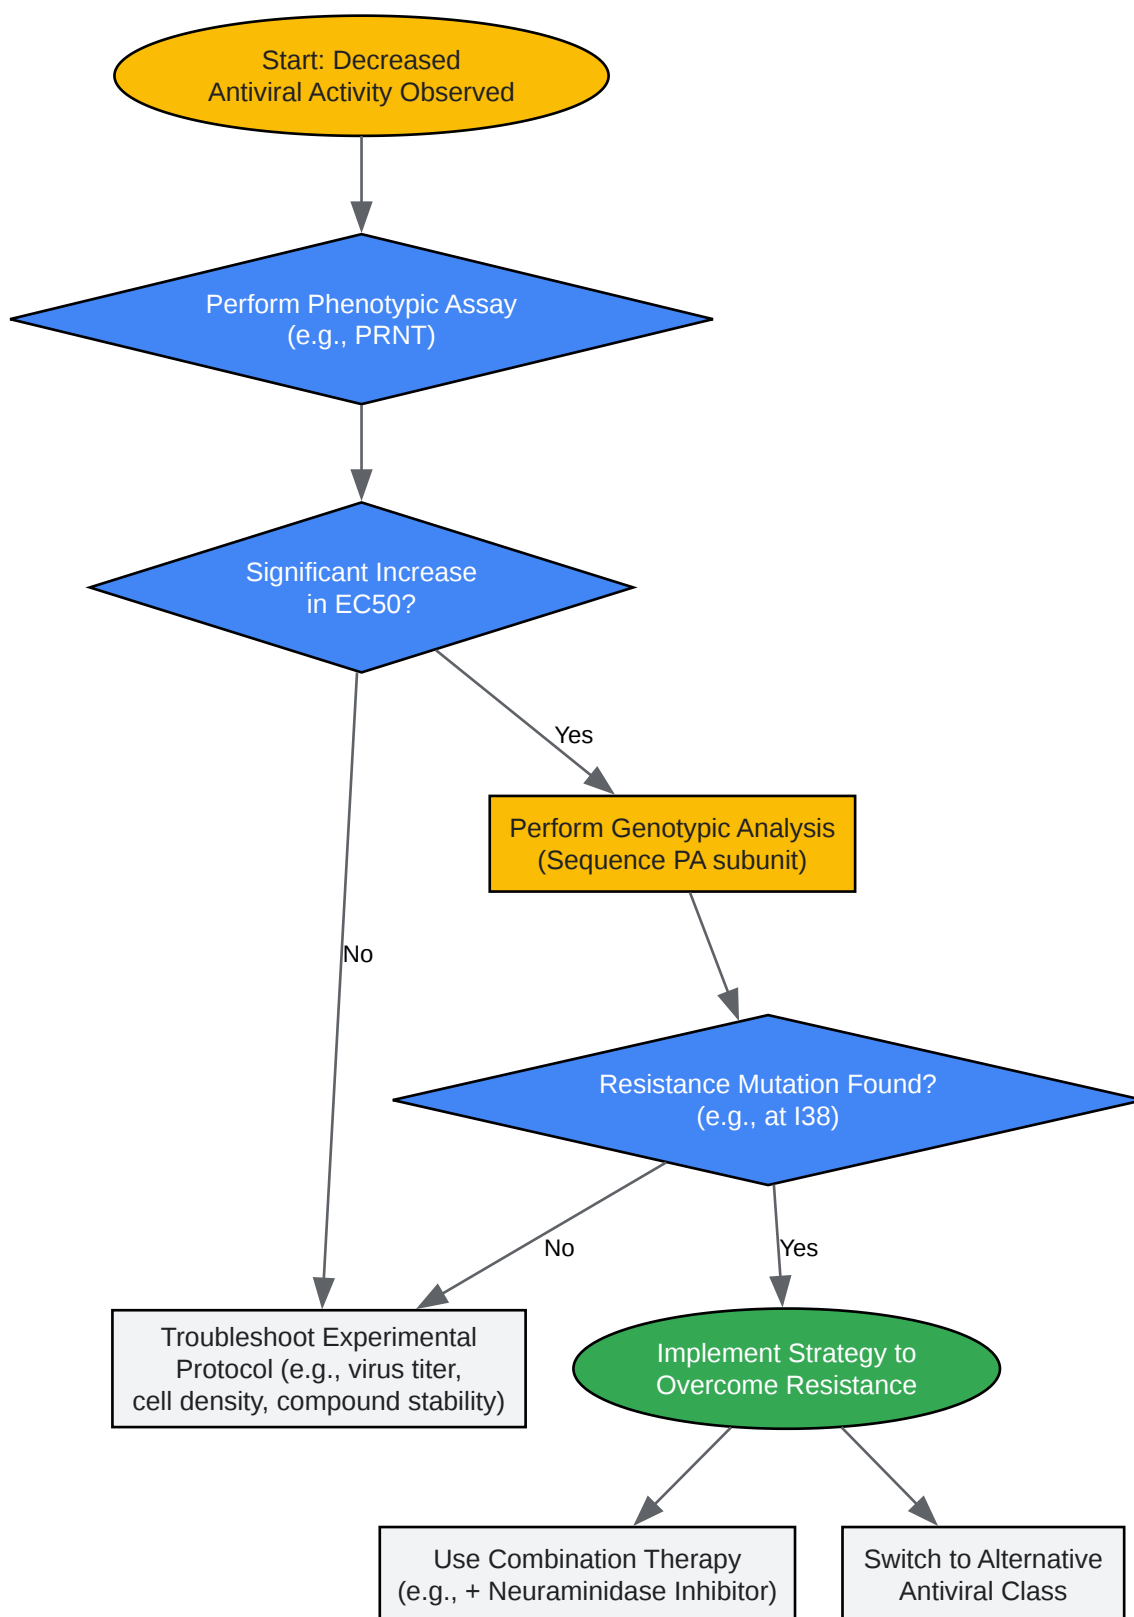 Start: Decreased
Antiviral Activity Observed
Perform Phenotypic Assay
(e.g., PRNT)
Significant Increase
in EC50?
Yes
Perform Genotypic Analysis
(Sequence PA subunit)
No
Resistance Mutation Found?
(e.g., at I38)
No
Yes
Troubleshoot Experimental
Protocol (e.g., virus titer,
cell density, compound stability)
Implement Strategy to
Overcome Resistance
Use Combination Therapy
(e.g., + Neuraminidase Inhibitor)
Switch to Alternative
Antiviral Class